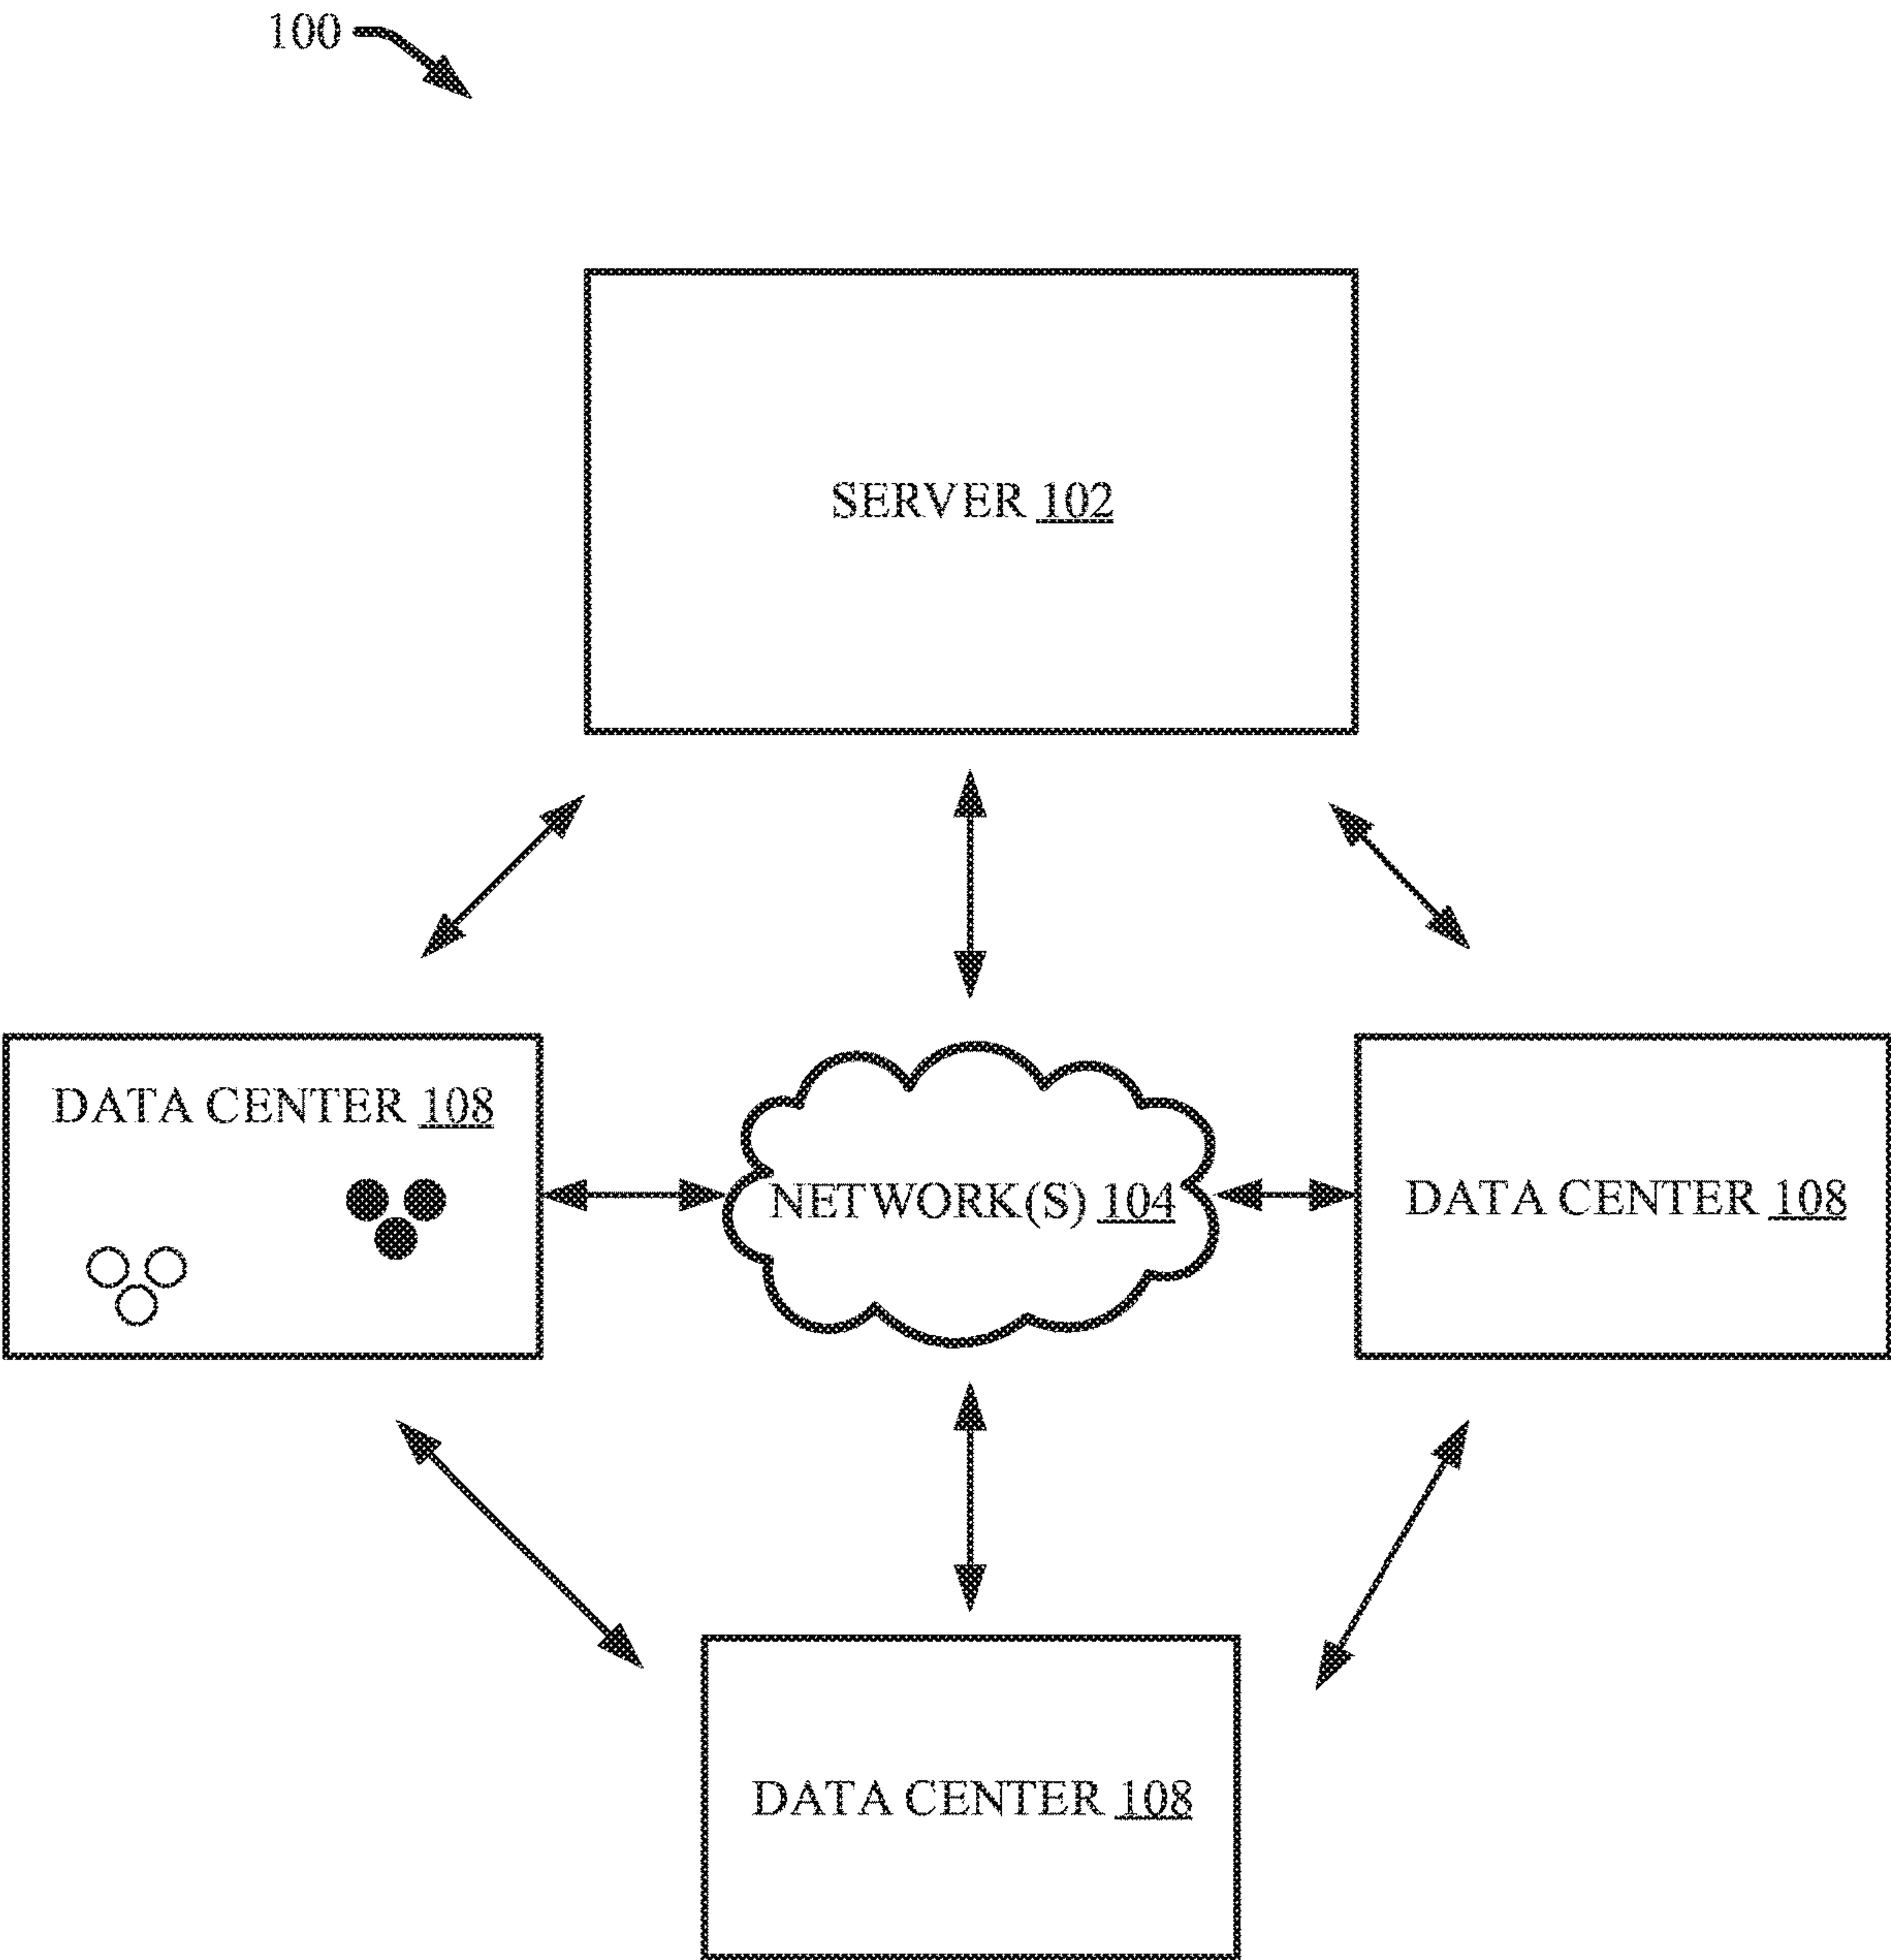 100
SERVER 102
DATA CENTER 108
NETWORK(S) 104
DATA CENTER 108
DATA CENTER 108